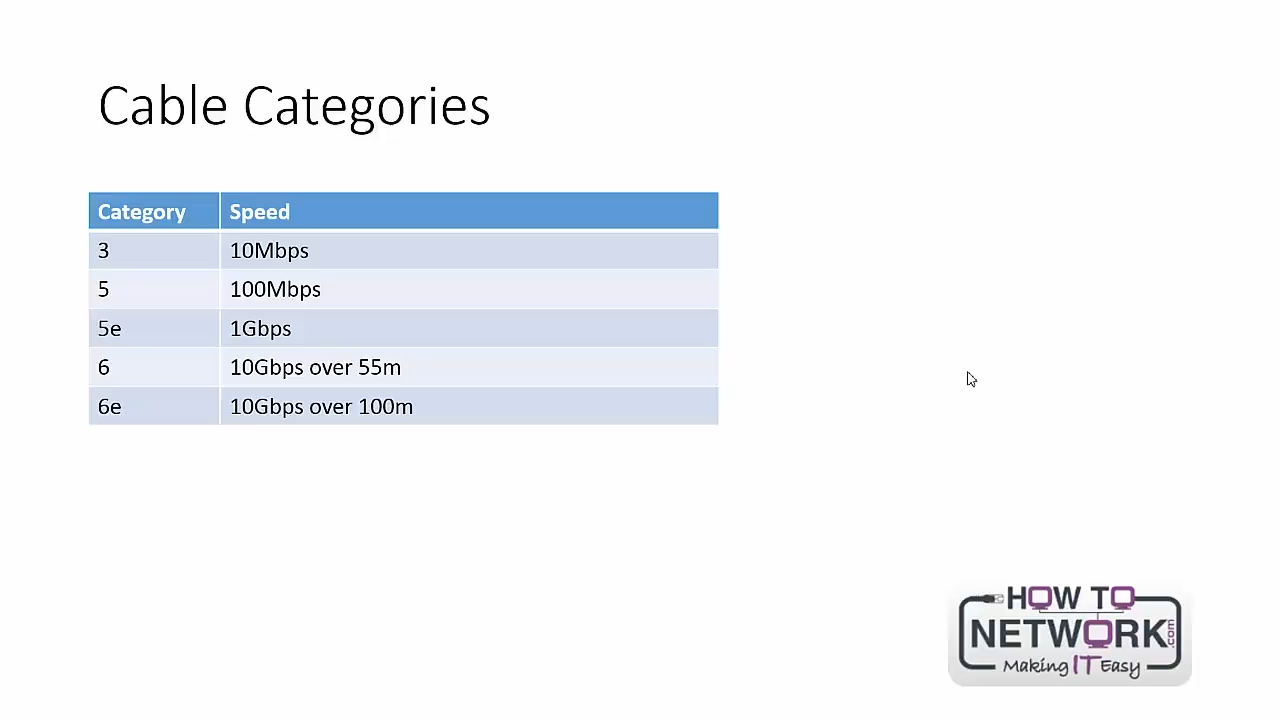 Cable Categories
Category Speed
3 10Mbps
5 100Mbps
5e 1Gbps
6 10Gbps over 55m
6e 10Gbps over 100m
HOW TO
NETWORK.com
Making IT Easy